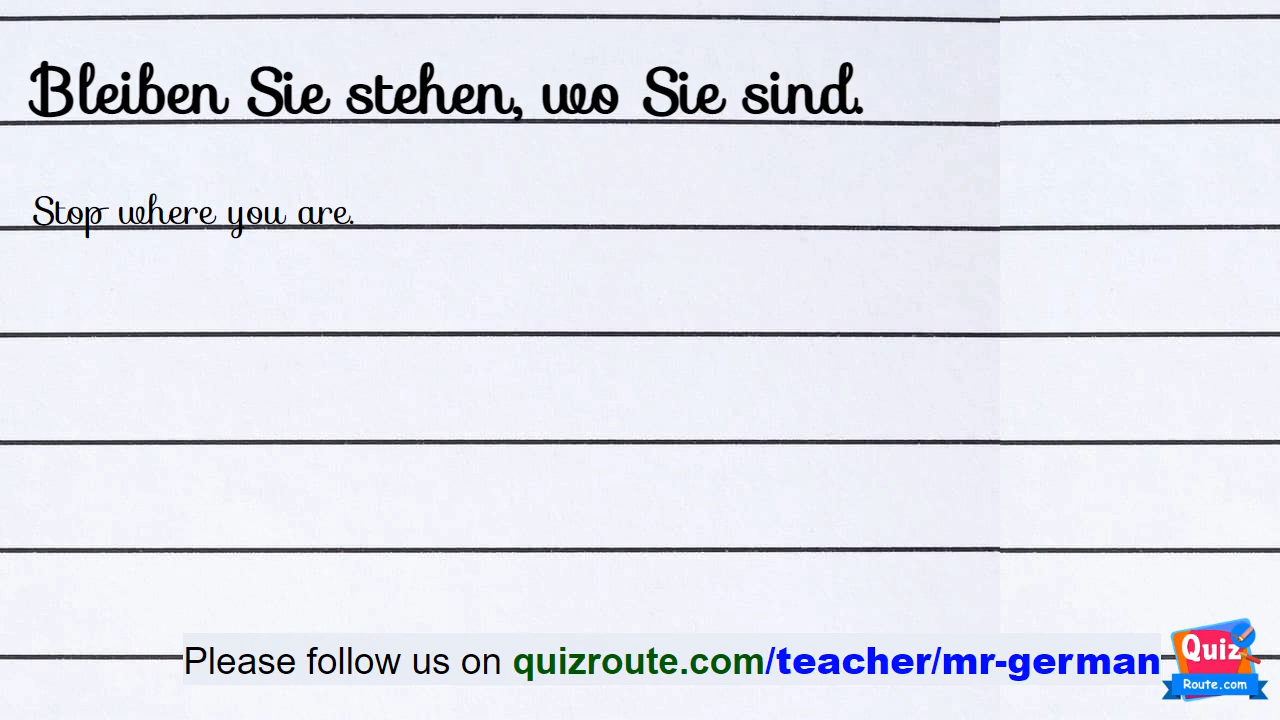 Bleiben Sie stehen, wo Sie sind.
Stop where you are.
Please follow us on quizroute.com/teacher/mr-german
Quiz
Route.com